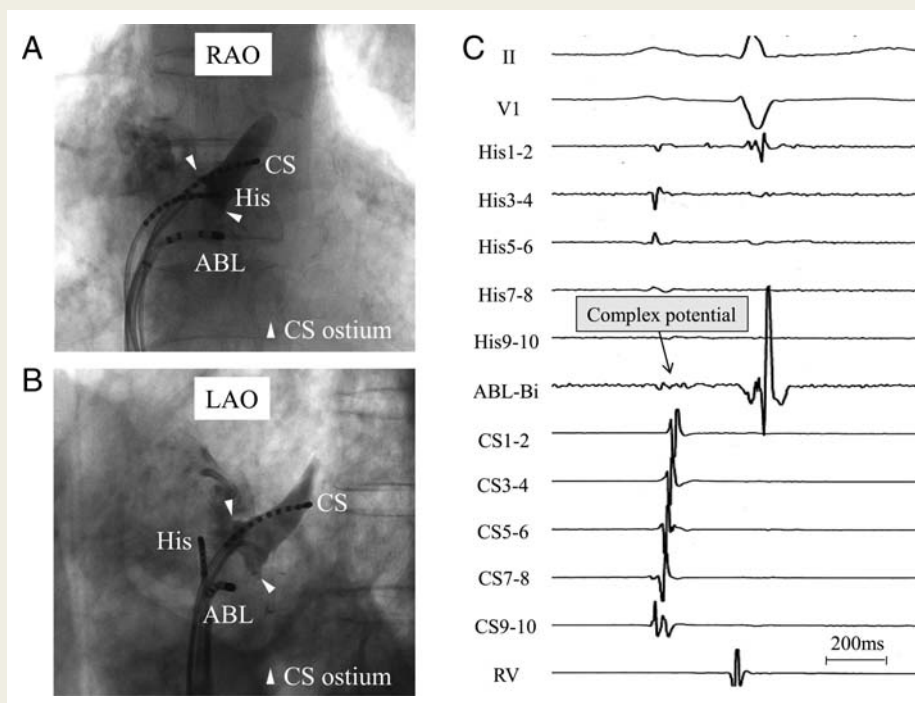 A
RAO
CS
His
ABL
CS ostium
B
LAO
His
CS
ABL
CS ostium
C
II
V1
His1-2
His3-4
His5-6
His7-8
Complex potential
His9-10
ABL-Bi
CS1-2
CS3-4
CS5-6
CS7-8
CS9-10
200ms
RV